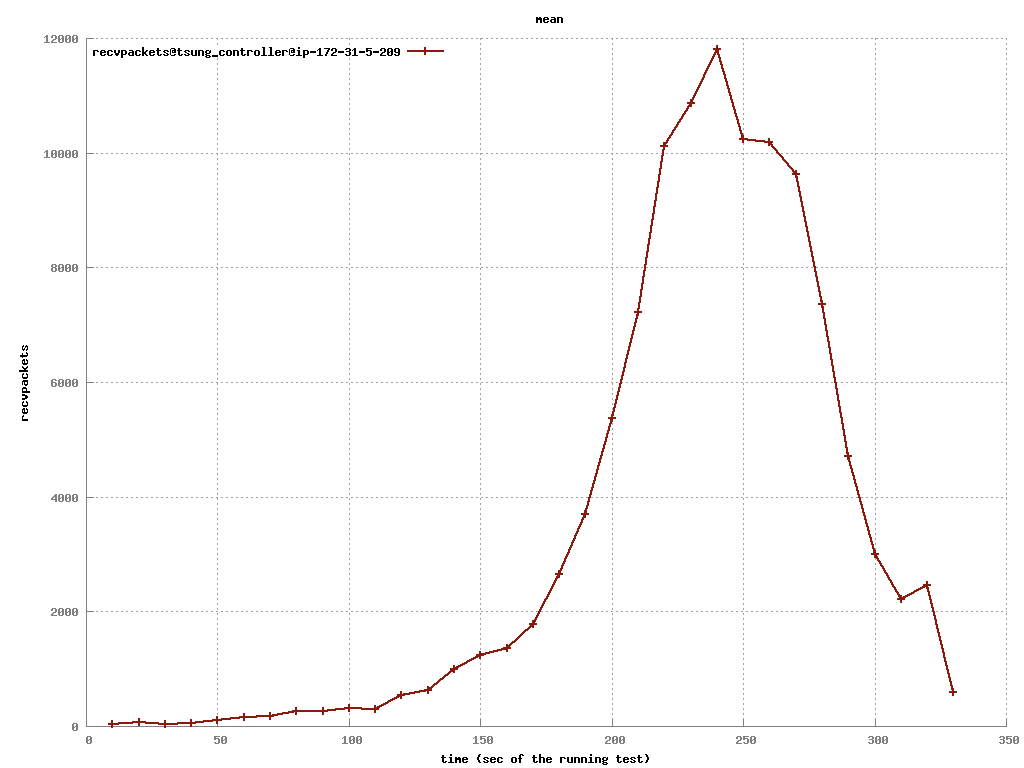 mean
12000
recvpackets@tsung_controller@ip-172-31-5-209
10000
8000
6000
recvpackets
4000
2000
0
0 50 100 150 200 250 300 350
time (sec of the running test)